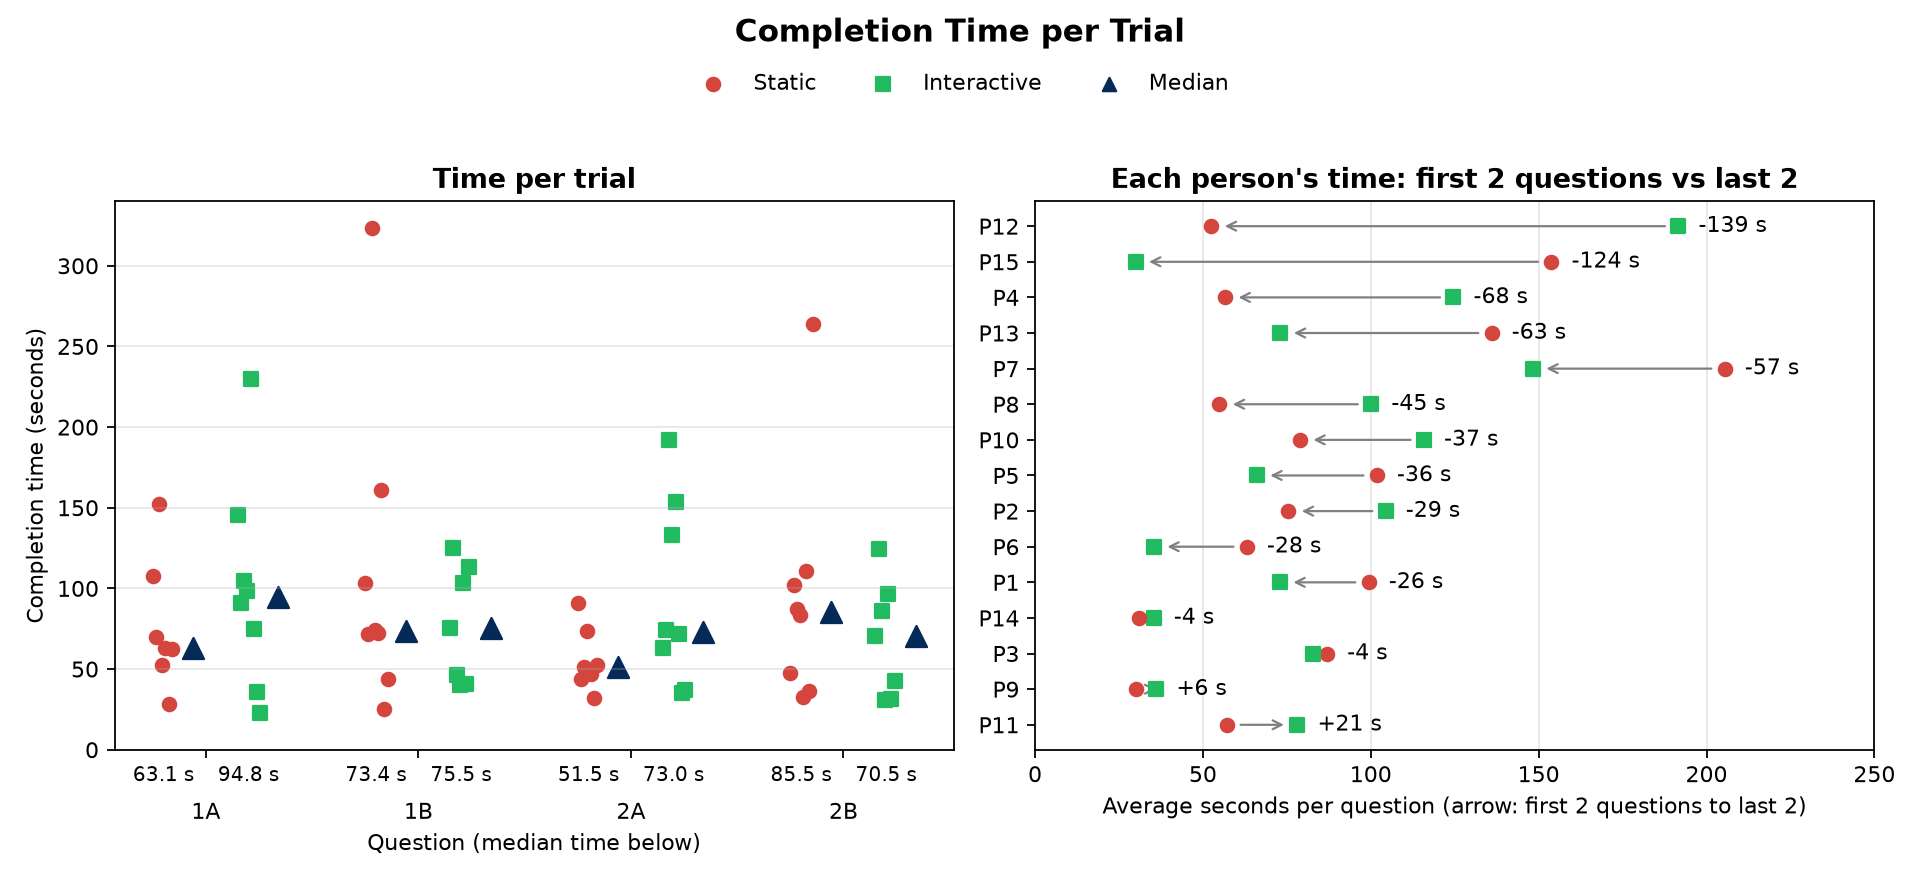 Completion Time per Trial
Static Interactive Median
Time per trial
Completion time (seconds)
300
250
200
150
100
50
0
63.1 s 94.8 s 73.4 s 75.5 s 51.5 s 73.0 s 85.5 s 70.5 s
1A 1B 2A 2B
Question (median time below)
Each person's time: first 2 questions vs last 2
P12 -139 s
P15 -124 s
P4 -68 s
P13 -63 s
P7 -57 s
P8 -45 s
P10 -37 s
P5 -36 s
P2 -29 s
P6 -28 s
P1 -26 s
P14 -4 s
P3 -4 s
P9 +6 s
P11 +21 s
0 50 100 150 200 250
Average seconds per question (arrow: first 2 questions to last 2)